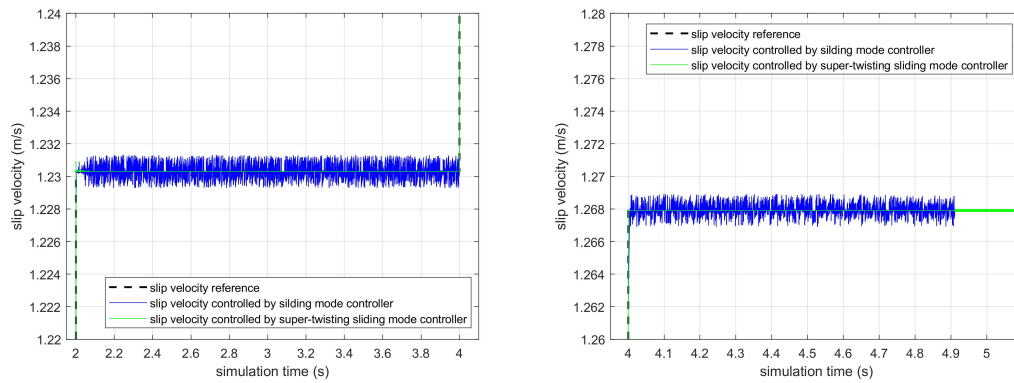 1.24
1.238
1.236
1.234
1.232
1.23
1.228
1.226
1.224
1.222
1.22
slip velocity (m/s)
slip velocity reference
slip velocity controlled by silding mode controller
slip velocity controlled by super-twisting sliding mode controller
2 2.2 2.4 2.6 2.8 3 3.2 3.4 3.6 3.8 4
simulation time (s)
1.28
1.278
1.276
1.274
1.272
1.27
1.268
1.266
1.264
1.262
1.26
slip velocity (m/s)
slip velocity reference
slip velocity controlled by silding mode controller
slip velocity controlled by super-twisting sliding mode controller
4 4.1 4.2 4.3 4.4 4.5 4.6 4.7 4.8 4.9 5
simulation time (s)